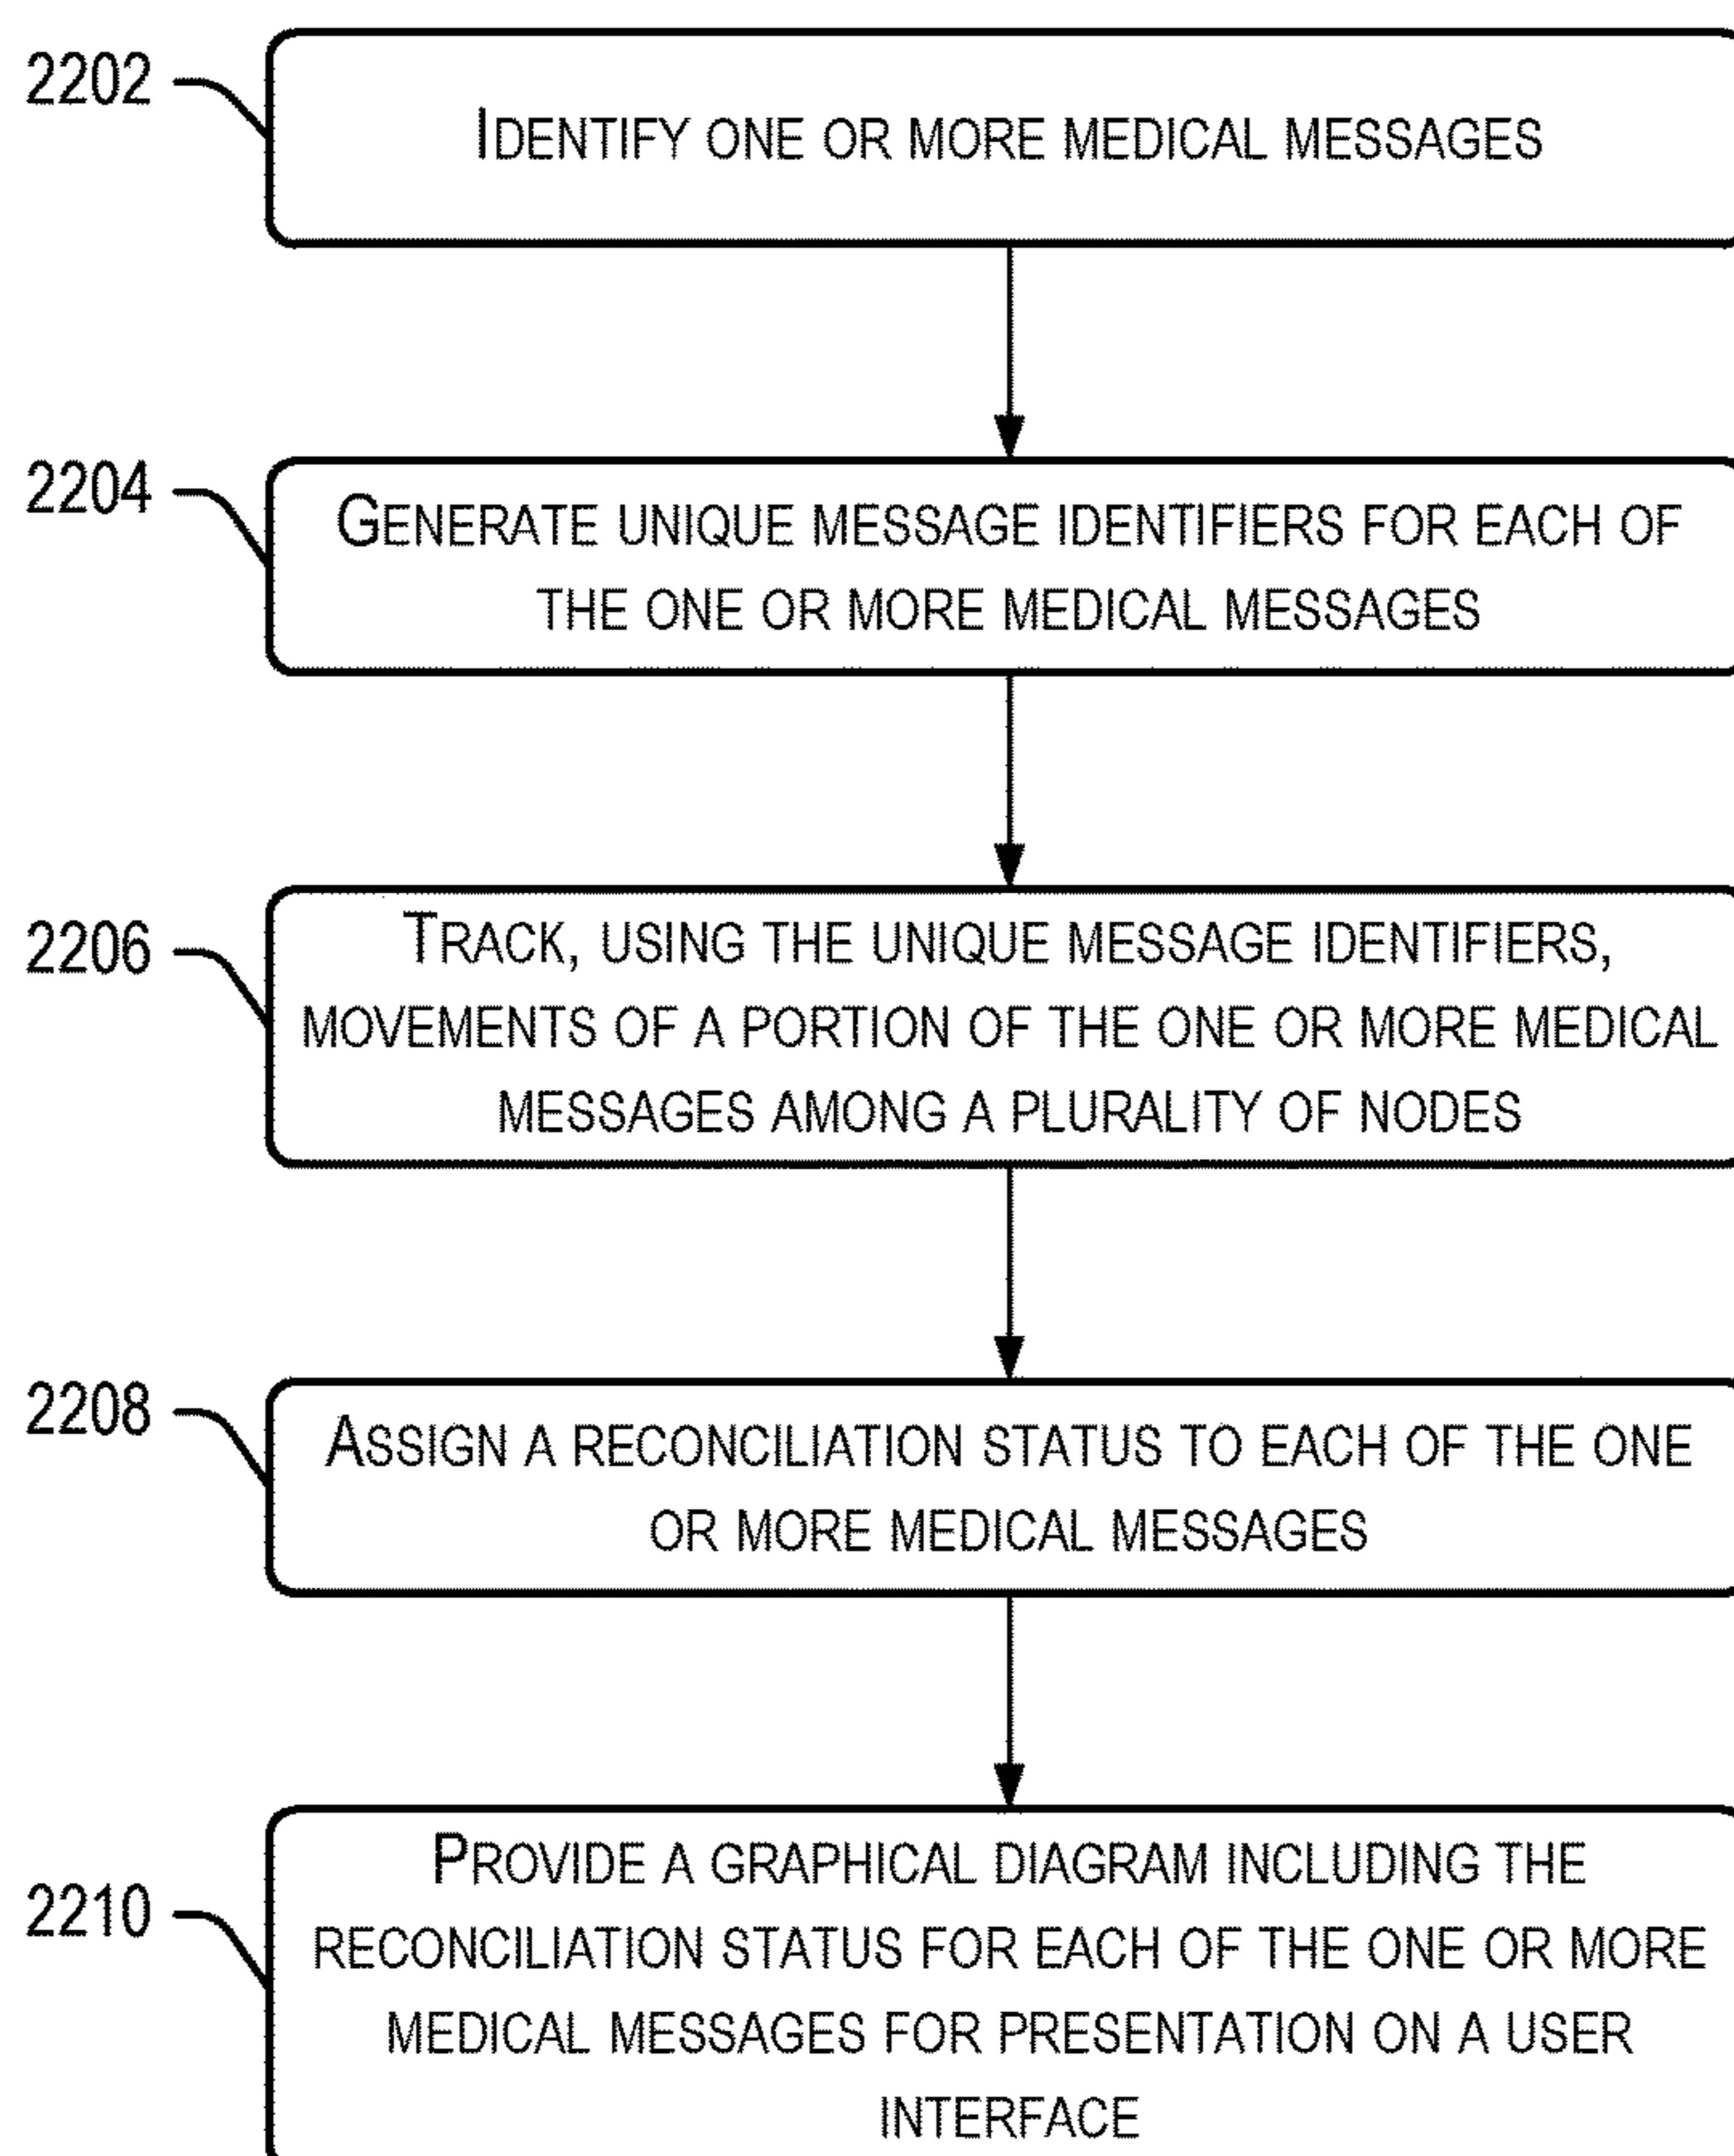 2202
IDENTIFY ONE OR MORE MEDICAL MESSAGES
2204
GENERATE UNIQUE MESSAGE IDENTIFIERS FOR EACH OF
THE ONE OR MORE MEDICAL MESSAGES
2206
TRACK, USING THE UNIQUE MESSAGE IDENTIFIERS,
MOVEMENTS OF A PORTION OF THE ONE OR MORE MEDICAL
MESSAGES AMONG A PLURALITY OF NODES
2208
ASSIGN A RECONCILIATION STATUS TO EACH OF THE ONE
OR MORE MEDICAL MESSAGES
2210
PROVIDE A GRAPHICAL DIAGRAM INCLUDING THE
RECONCILIATION STATUS FOR EACH OF THE ONE OR MORE
MEDICAL MESSAGES FOR PRESENTATION ON A USER
INTERFACE